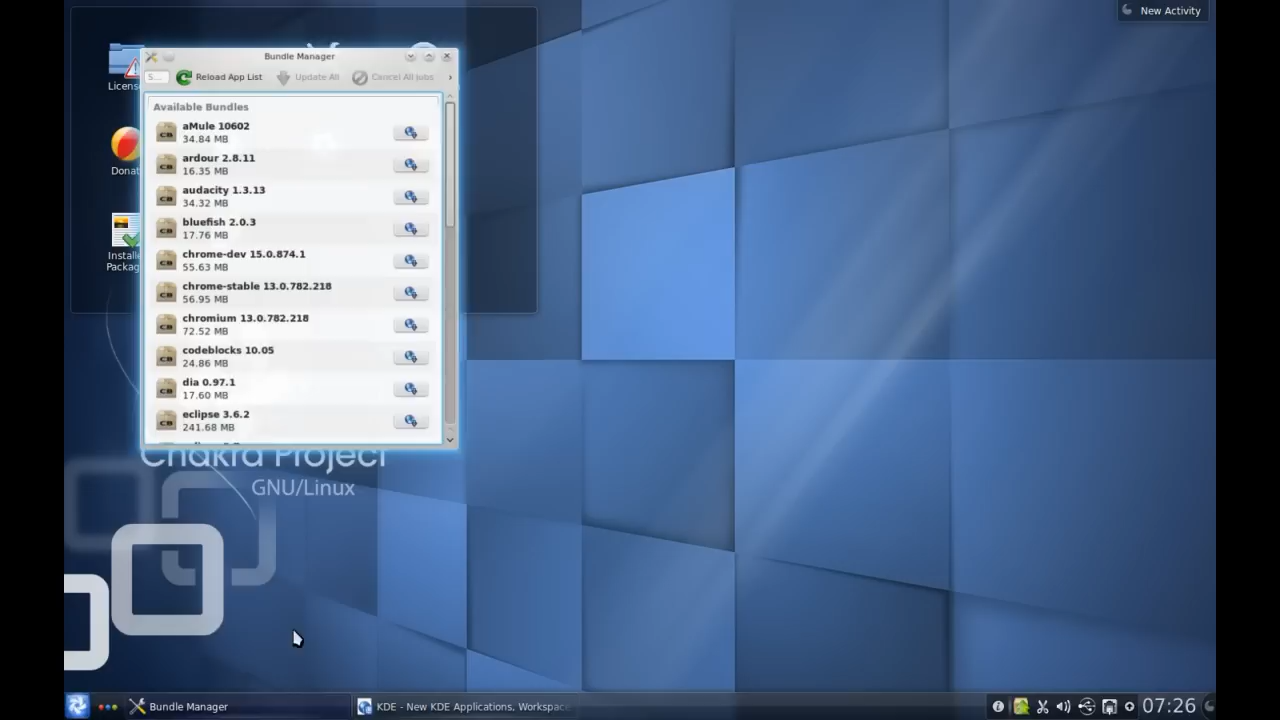 New Activity
License
Donate
Installe
Packag
Bundle Manager
S...
Reload App List
Update All
Cancel All Jobs
Available Bundles
aMule 10602
34.84 MB
ardour 2.8.11
16.35 MB
audacity 1.3.13
34.32 MB
bluefish 2.0.3
17.76 MB
chrome-dev 15.0.874.1
55.63 MB
chrome-stable 13.0.782.218
56.95 MB
chromium 13.0.782.218
72.52 MB
codeblocks 10.05
24.86 MB
dia 0.97.1
17.60 MB
eclipse 3.6.2
241.68 MB
Chakra Project
GNU/Linux
Bundle Manager
KDE - New KDE Applications, Workspace
07:26